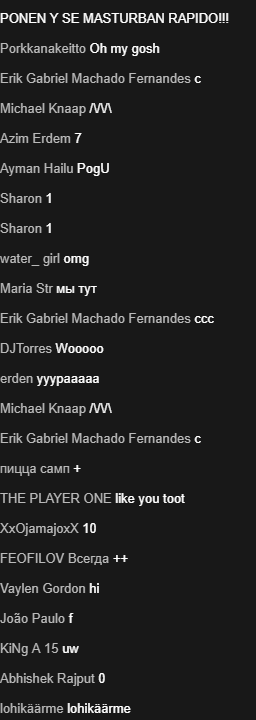 PONEN Y SE MASTURBAN RAPIDO!!!
Porkkanakeitto Oh my gosh
Erik Gabriel Machado Fernandes c
Michael Knaap /\/\/\
Azim Erdem 7
Ayman Hailu PogU
Sharon 1
Sharon 1
water_ girl omg
Maria Str мы тут
Erik Gabriel Machado Fernandes ccc
DJTorres Wooooo
erden yyypaaaaa
Michael Knaap /\/\/\
Erik Gabriel Machado Fernandes c
пицца самп +
THE PLAYER ONE like you toot
XxOjamajoxX 10
FEOFILOV Всегда ++
Vaylen Gordon hi
João Paulo f
KiNg A 15 uw
Abhishek Rajput 0
lohikäärme lohikäärme